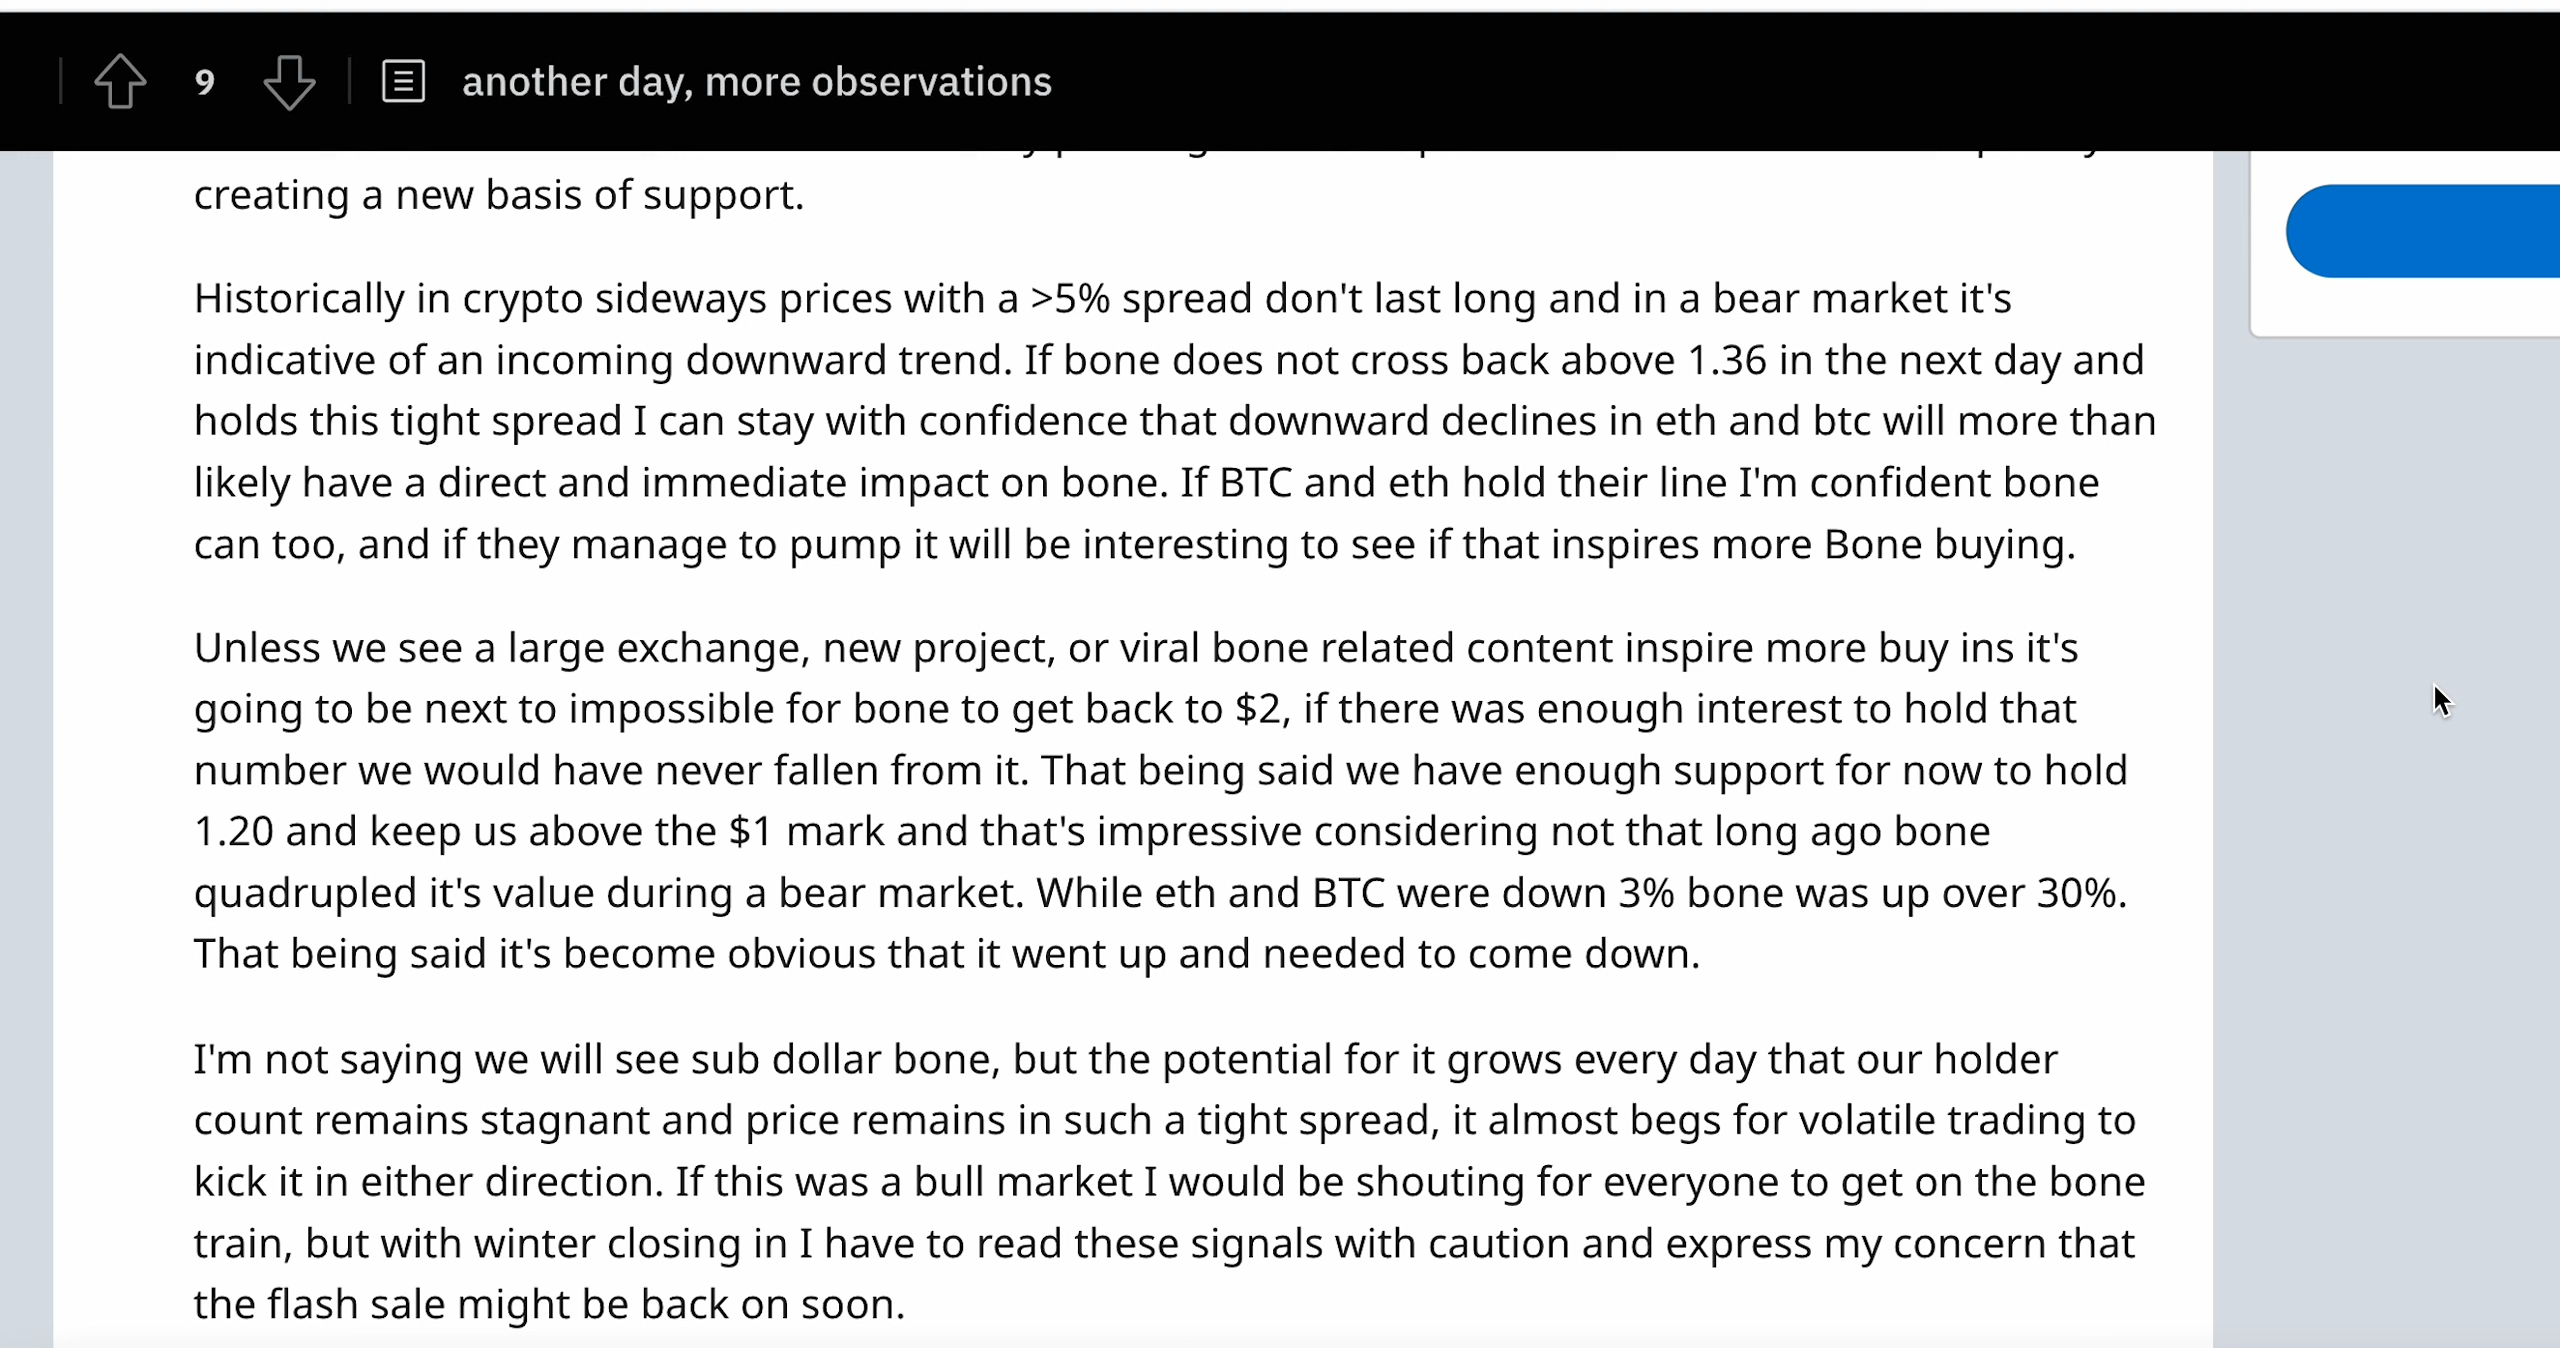 9 another day, more observations
creating a new basis of support.
Historically in crypto sideways prices with a >5% spread don't last long and in a bear market it's
indicative of an incoming downward trend. If bone does not cross back above 1.36 in the next day and
holds this tight spread I can stay with confidence that downward declines in eth and btc will more than
likely have a direct and immediate impact on bone. If BTC and eth hold their line I'm confident bone
can too, and if they manage to pump it will be interesting to see if that inspires more Bone buying.
Unless we see a large exchange, new project, or viral bone related content inspire more buy ins it's
going to be next to impossible for bone to get back to $2, if there was enough interest to hold that
number we would have never fallen from it. That being said we have enough support for now to hold
1.20 and keep us above the $1 mark and that's impressive considering not that long ago bone
quadrupled it's value during a bear market. While eth and BTC were down 3% bone was up over 30%.
That being said it's become obvious that it went up and needed to come down.
I'm not saying we will see sub dollar bone, but the potential for it grows every day that our holder
count remains stagnant and price remains in such a tight spread, it almost begs for volatile trading to
kick it in either direction. If this was a bull market I would be shouting for everyone to get on the bone
train, but with winter closing in I have to read these signals with caution and express my concern that
the flash sale might be back on soon.